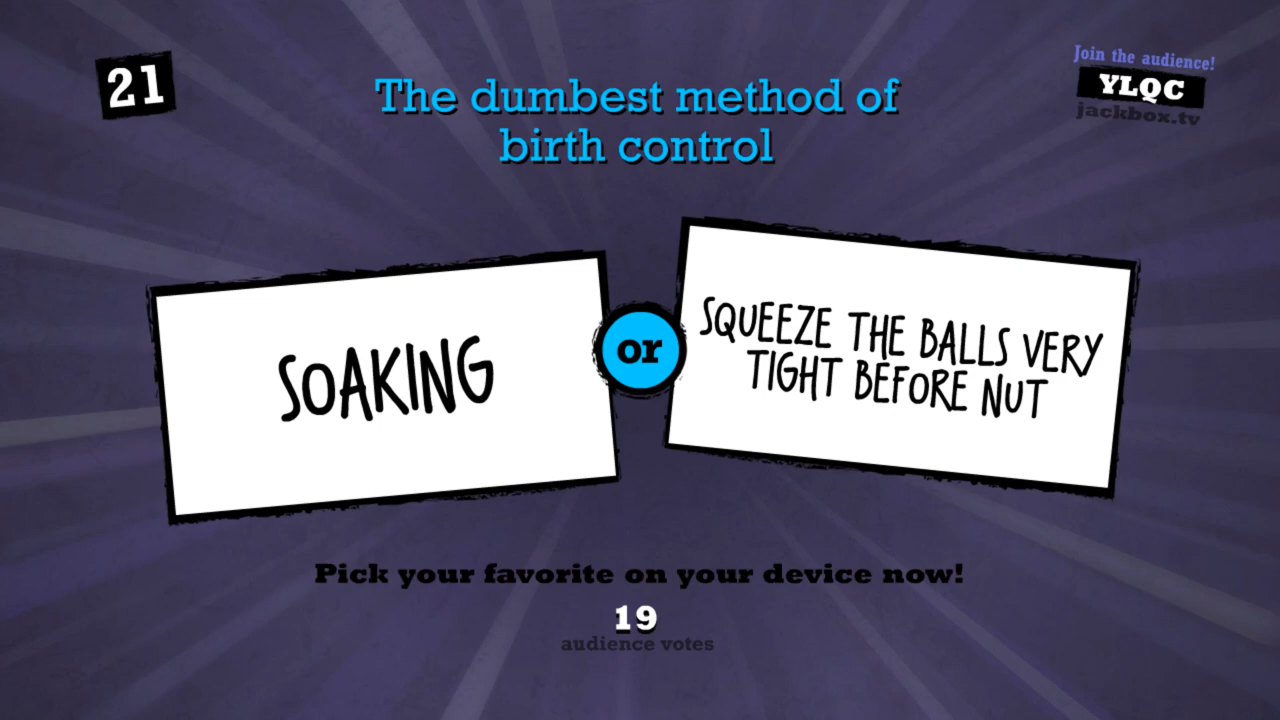 21
Join the audience!
YLQC
jackbox.tv
The dumbest method of
birth control
SOAKING
or
SQUEEZE THE BALLS VERY
TIGHT BEFORE NUT
Pick your favorite on your device now!
19
audience votes